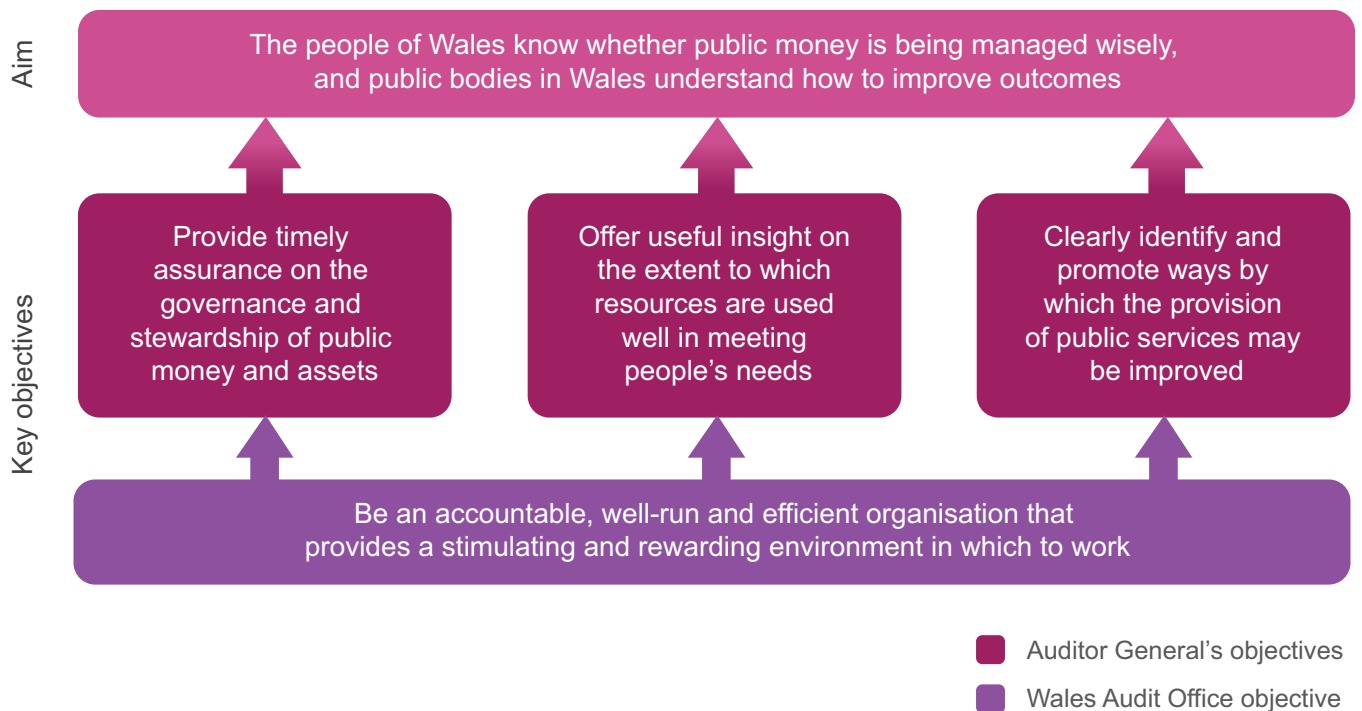 Aim
The people of Wales know whether public money is being managed wisely,
and public bodies in Wales understand how to improve outcomes
Key objectives
Provide timely
assurance on the
governance and
stewardship of public
money and assets
Offer useful insight on
the extent to which
resources are used
well in meeting
people’s needs
Clearly identify and
promote ways by
which the provision
of public services may
be improved
Be an accountable, well-run and efficient organisation that
provides a stimulating and rewarding environment in which to work
Auditor General’s objectives
Wales Audit Office objective